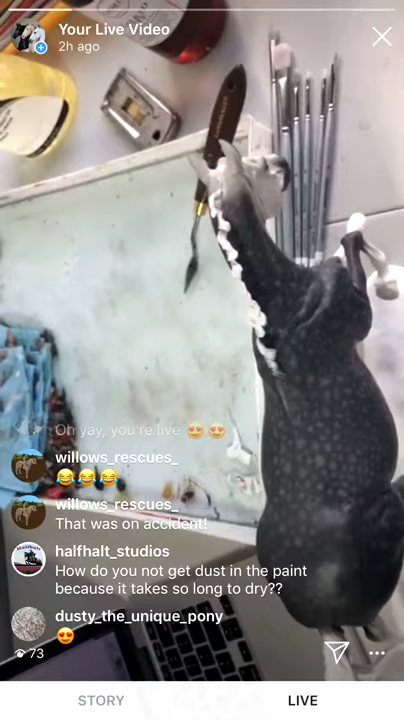 Your Live Video
2h ago
Oh yay, you're live 😍 😍
willows_rescues_
😂😂😂
willows_rescues_
That was on accident!
halfhalt_studios
How do you not get dust in the paint
because it takes so long to dry??
dusty_the_unique_pony
😍
73
STORY
LIVE